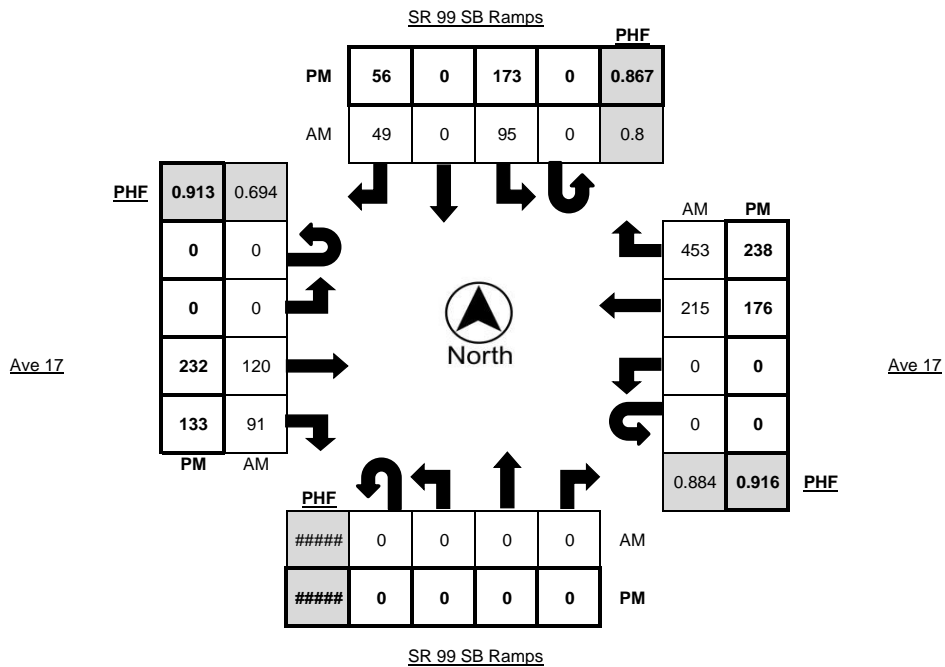 SR 99 SB Ramps
PHF
PM 56 0 173 0 0.867
AM 49 0 95 0 0.8
PHF 0.913 0.694
AM PM
0 0
453 238
0 0
215 176
North
Ave 17 232 120
0 0 Ave 17
133 91
0 0
PM AM
0.884 0.916 PHF
PHF
##### 0 0 0 0 AM
##### 0 0 0 0 PM
SR 99 SB Ramps